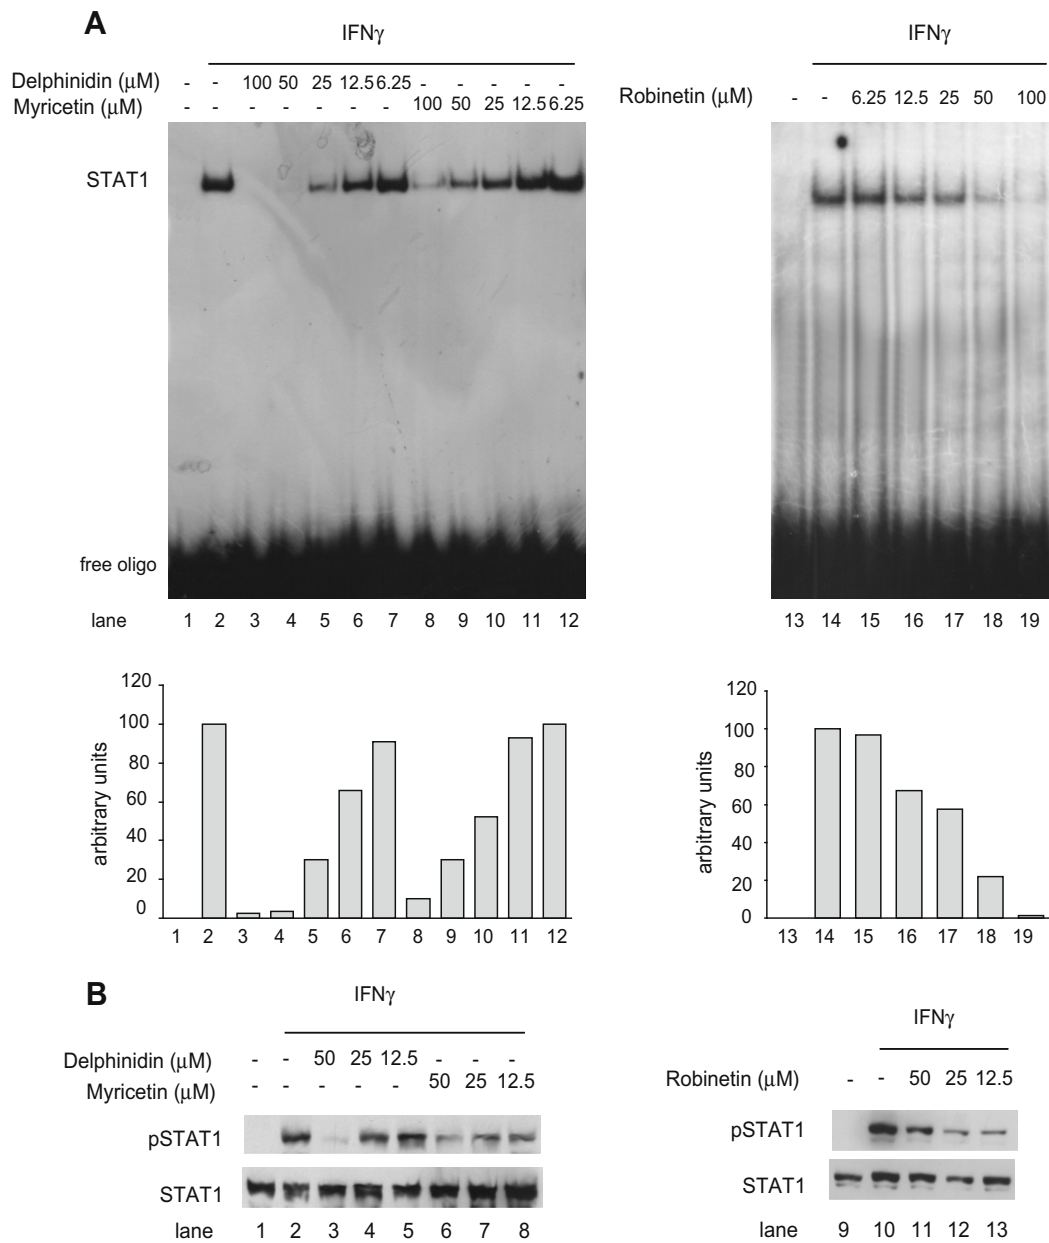 A
IFNγ
Delphinidin (μM) - - 100 50 25 12.5 6.25 - - - - -
Myricetin (μM) - - - - - - - 100 50 25 12.5 6.25
STAT1
free oligo
lane 1 2 3 4 5 6 7 8 9 10 11 12
IFNγ
Robinetin (μM) - - 6.25 12.5 25 50 100
13 14 15 16 17 18 19
120
100
80
60
40
20
0
arbitrary units
1 2 3 4 5 6 7 8 9 10 11 12
120
100
80
60
40
20
0
arbitrary units
13 14 15 16 17 18 19
B
IFNγ
Delphinidin (μM) - - 50 25 12.5 - - -
Myricetin (μM) - - - - - 50 25 12.5
pSTAT1
STAT1
lane 1 2 3 4 5 6 7 8
IFNγ
Robinetin (μM) - - 50 25 12.5
pSTAT1
STAT1
lane 9 10 11 12 13